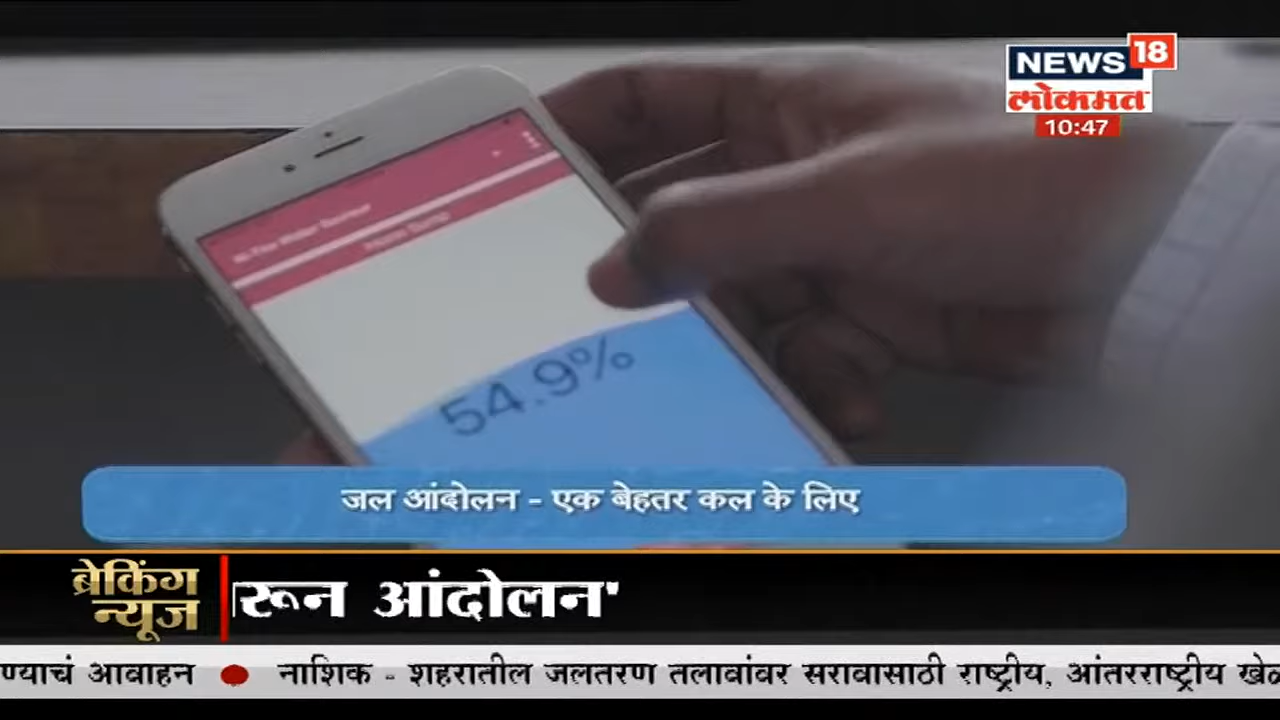 NEWS 18
लोकमत
10:47
54.9%
जल आंदोलन - एक बेहतर कल के लिए
ब्रेकिंग
न्यूज
रून आंदोलन'
ण्याचं आवाहन ● नाशिक - शहरातील जलतरण तलावांवर सरावासाठी राष्ट्रीय, आंतरराष्ट्रीय खेळ